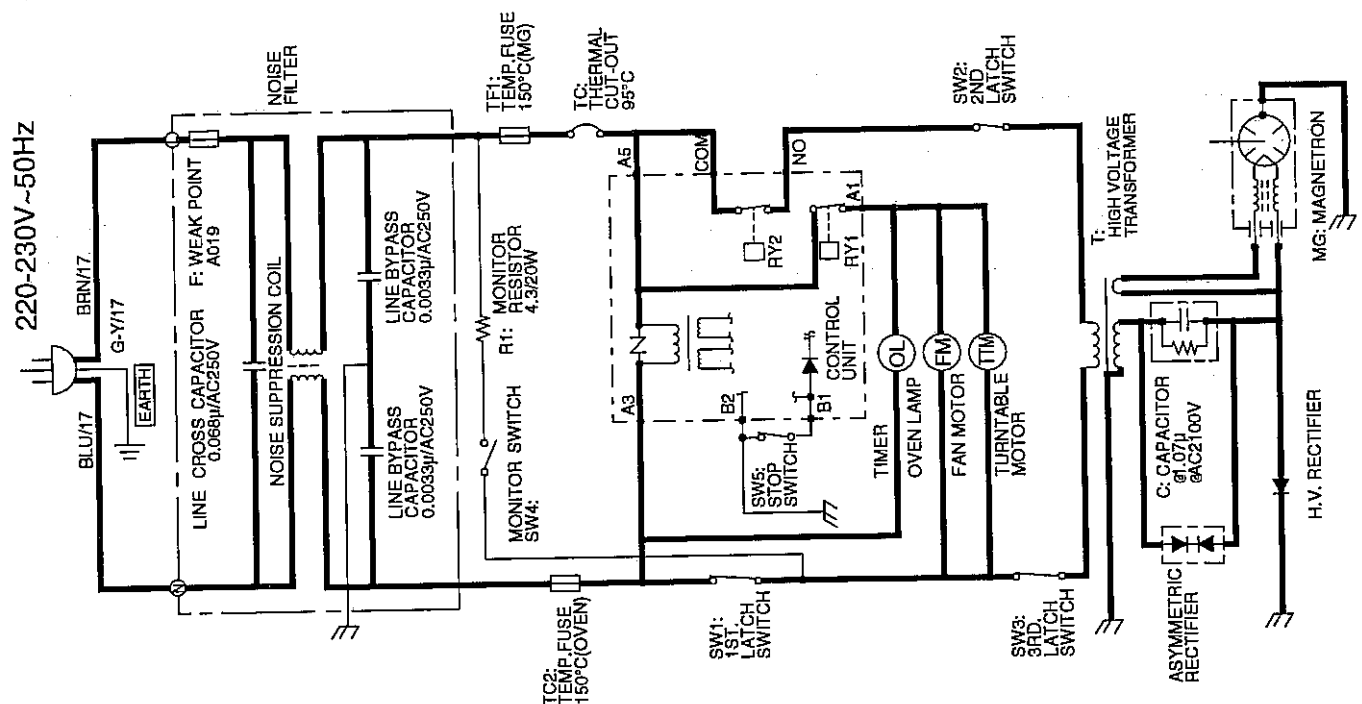 220-230V~50Hz
BLU/17
BRN/17
G-Y/17
EARTH
N
L
NOISE
FILTER
LINE CROSS CAPACITOR
0.068μ/AC250V
F: WEAK POINT
A019
NOISE SUPPRESSION COIL
LINE BYPASS
CAPACITOR
0.0033μ/AC250V
LINE BYPASS
CAPACITOR
0.0033μ/AC250V
TC2:
TEMP.FUSE
150°C(OVEN)
TF1:
TEMP.FUSE
150°C(MG)
TC:
THERMAL
CUT-OUT
95°C
MONITOR SWITCH
SW4:
R1: MONITOR
RESISTOR
4.3/20W
A3
A5
COM
NO
RY2
RY1
A1
B2
B1
CONTROL
UNIT
SW5:
STOP
SWITCH
TIMER
OL
OVEN LAMP
FM
FAN MOTOR
TTM
TURNTABLE
MOTOR
SW1:
1ST.
LATCH
SWITCH
SW2:
2ND
LATCH
SWITCH
SW3:
3RD.
LATCH
SWITCH
T:
HIGH VOLTAGE
TRANSFORMER
C: CAPACITOR
@1.07μ
@AC2100V
ASYMMETRIC
RECTIFIER
H.V. RECTIFIER
MG: MAGNETRON